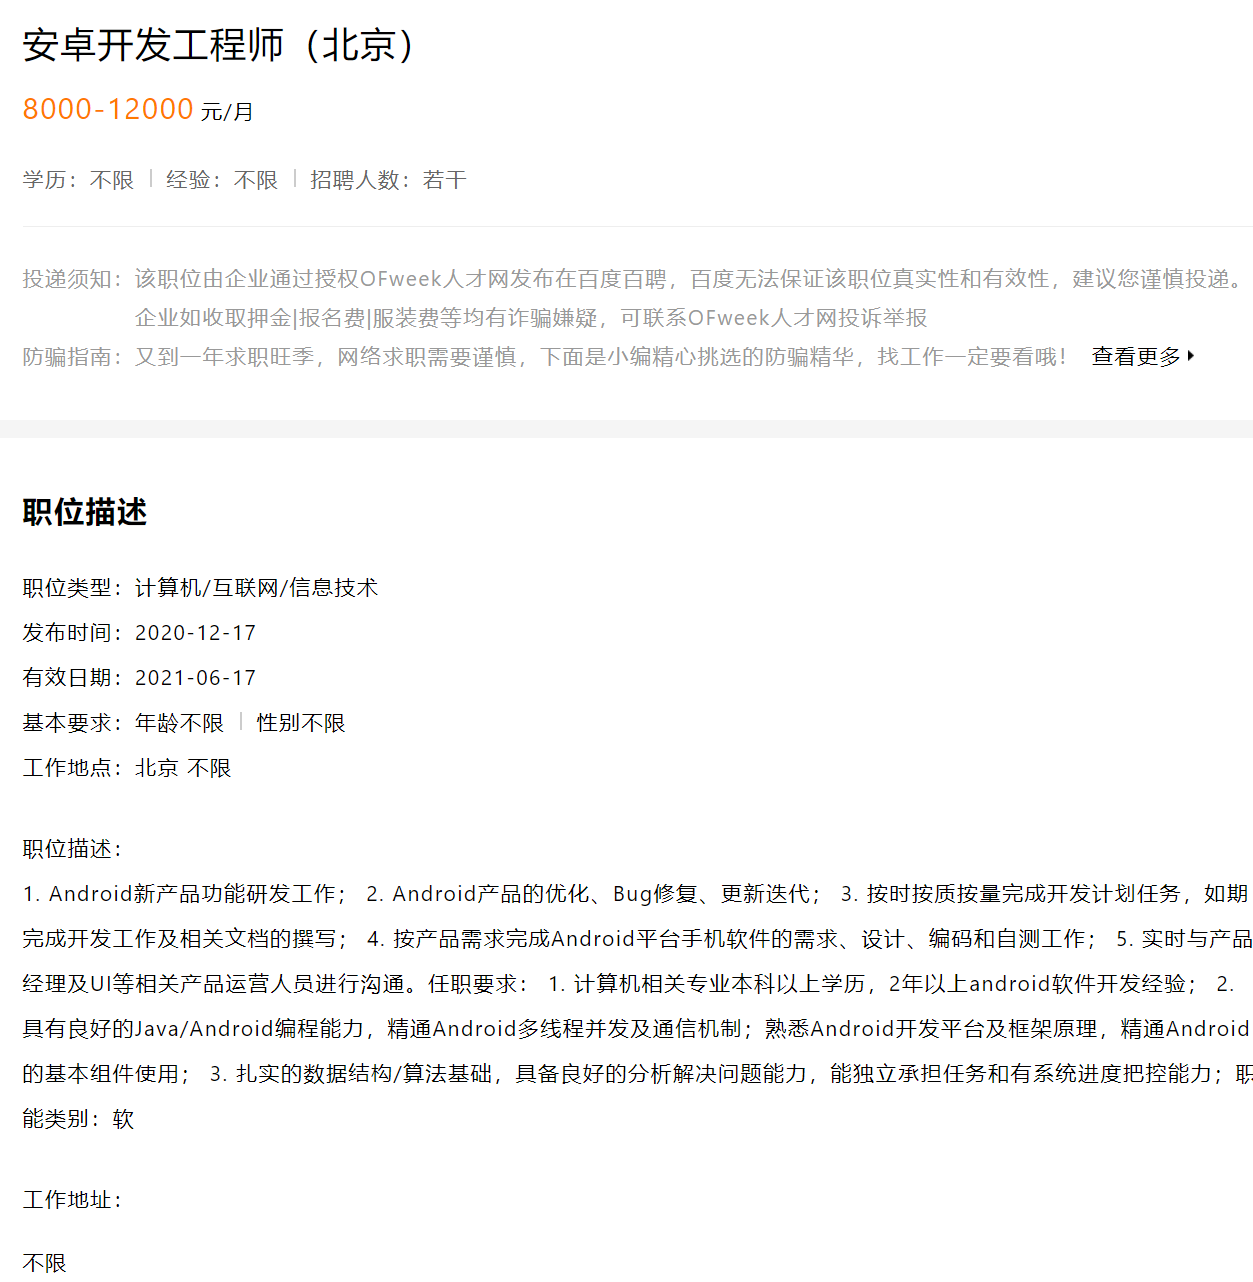 安卓开发工程师（北京）
8000-12000 元/月
学历：不限 | 经验：不限 | 招聘人数：若干
投递须知：该职位由企业通过授权OFweek人才网发布在百度百聘，百度无法保证该职位真实性和有效性，建议您谨慎投递。
企业如收取押金|报名费|服装费等均有诈骗嫌疑，可联系OFweek人才网投诉举报
防骗指南：又到一年求职旺季，网络求职需要谨慎，下面是小编精心挑选的防骗精华，找工作一定要看哦！ 查看更多
职位描述
职位类型：计算机/互联网/信息技术
发布时间：2020-12-17
有效日期：2021-06-17
基本要求：年龄不限 | 性别不限
工作地点：北京 不限
职位描述：
1. Android新产品功能研发工作； 2. Android产品的优化、Bug修复、更新迭代； 3. 按时按质按量完成开发计划任务，如期
完成开发工作及相关文档的撰写； 4. 按产品需求完成Android平台手机软件的需求、设计、编码和自测工作； 5. 实时与产品
经理及UI等相关产品运营人员进行沟通。任职要求： 1. 计算机相关专业本科以上学历，2年以上android软件开发经验； 2.
具有良好的Java/Android编程能力，精通Android多线程并发及通信机制；熟悉Android开发平台及框架原理，精通Android
的基本组件使用； 3. 扎实的数据结构/算法基础，具备良好的分析解决问题能力，能独立承担任务和有系统进度把控能力；职
能类别：软
工作地址：
不限